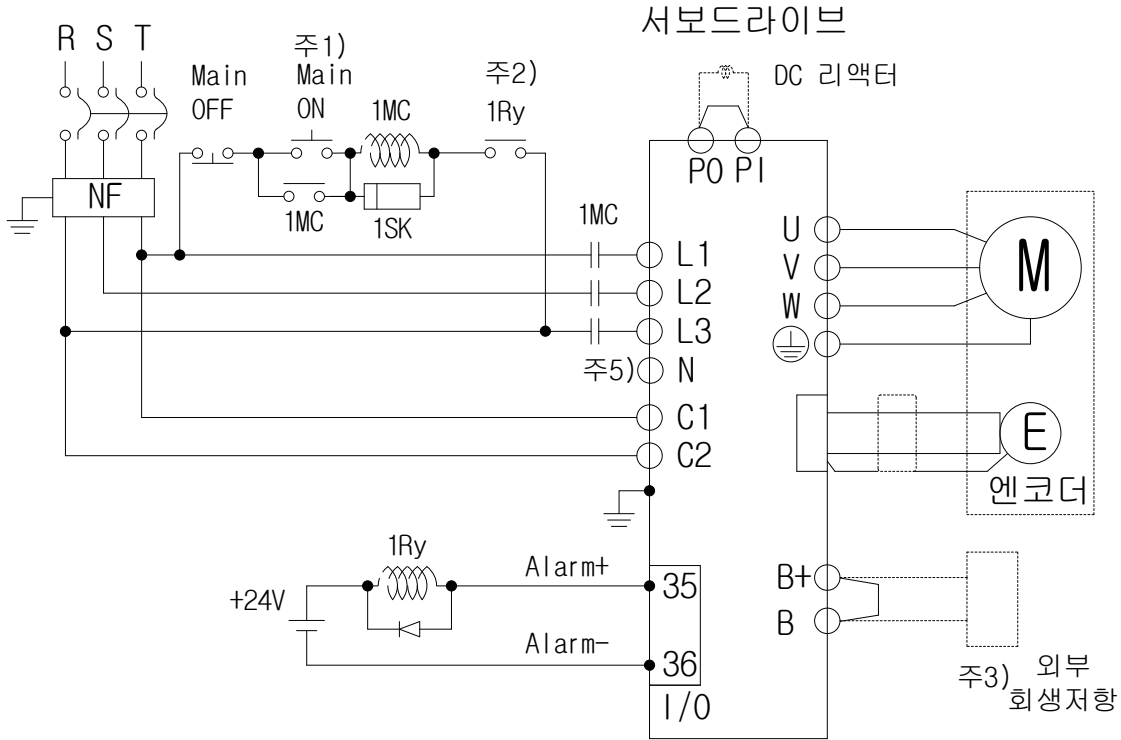 서보드라이브
R S T
주1)
Main
OFF
Main
ON
1MC
주2)
1Ry
DC 리액터
P0 PI
NF
1MC
1SK
1MC
L1
L2
L3
주5)
N
C1
C2
U
V
W
M
E
엔코더
1Ry
+24V
Alarm+
35
Alarm-
36
I/0
B+
B
주3)
외부
회생저항